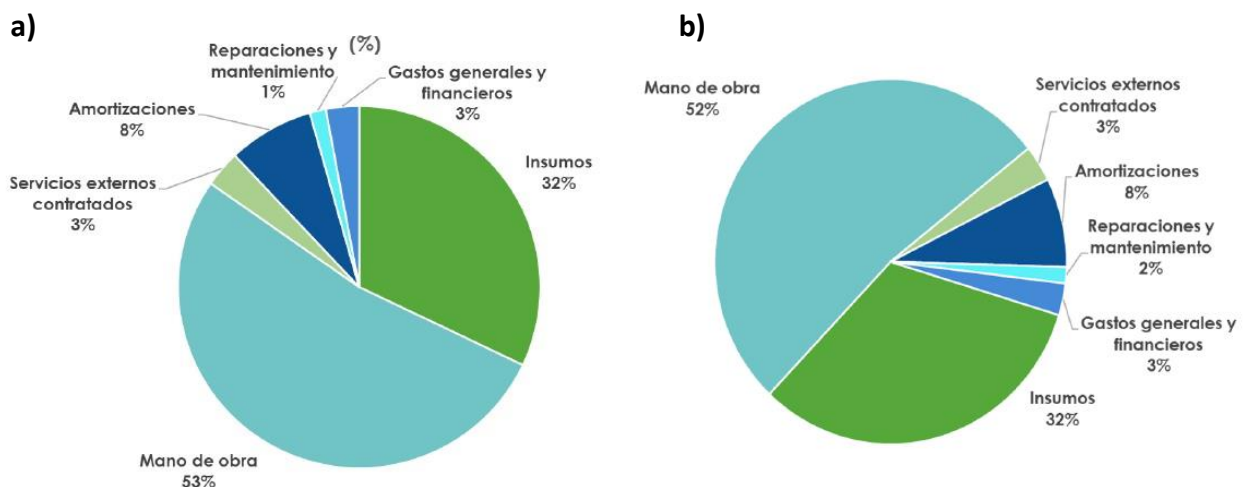 a)
(%)
Reparaciones y
mantenimiento
1%
Gastos generales y
financieros
3%
Amortizaciones
8%
Insumos
32%
Servicios externos
contratados
3%
Mano de obra
53%
b)
Mano de obra
52%
Servicios externos
contratados
3%
Amortizaciones
8%
Reparaciones y
mantenimiento
2%
Gastos generales y
financieros
3%
Insumos
32%